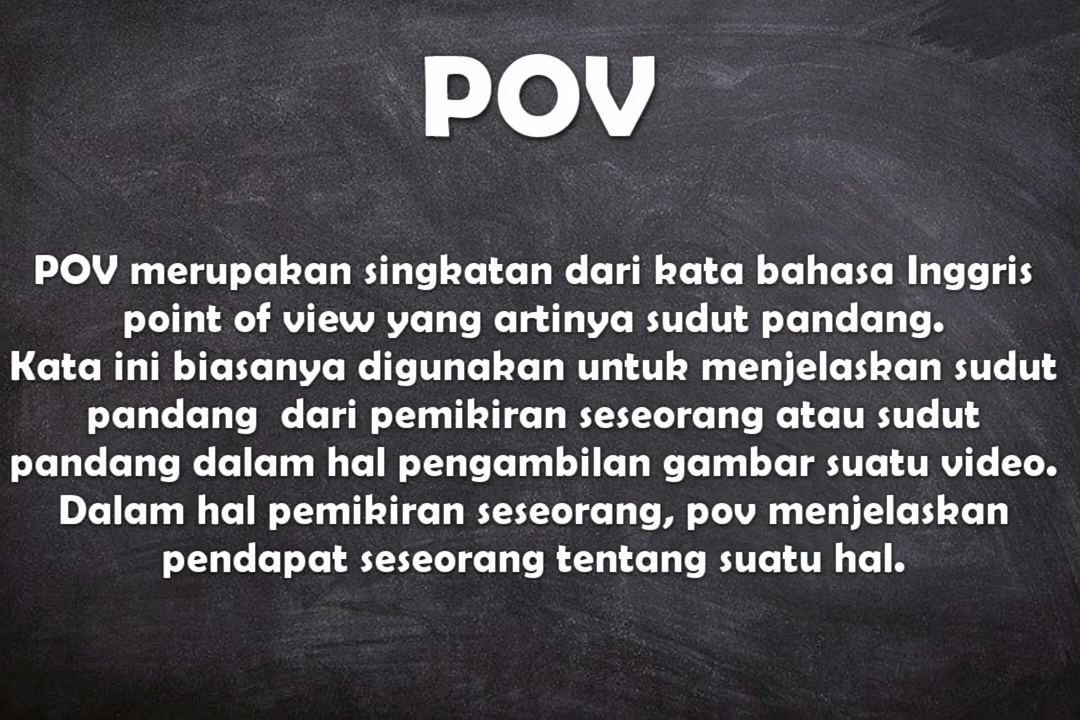 POV
POV merupakan singkatan dari kata bahasa Inggris
point of view yang artinya sudut pandang.
Kata ini biasanya digunakan untuk menjelaskan sudut
pandang  dari pemikiran seseorang atau sudut
pandang dalam hal pengambilan gambar suatu video.
Dalam hal pemikiran seseorang, pov menjelaskan
pendapat seseorang tentang suatu hal.